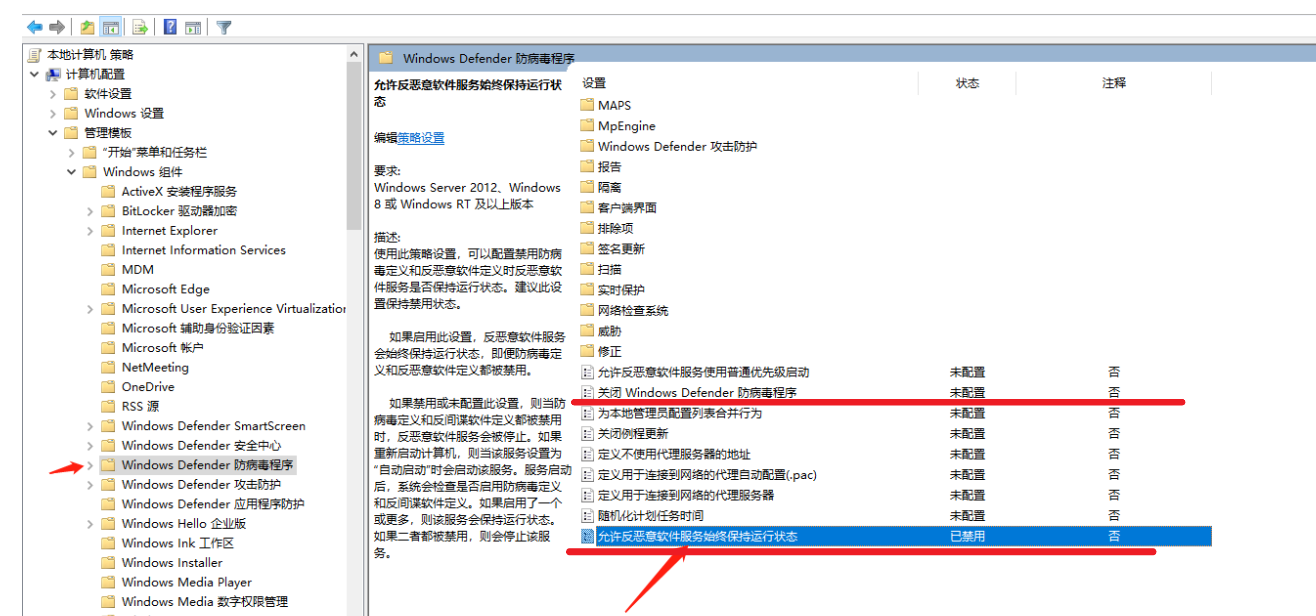 本地计算机 策略
计算机配置
软件设置
Windows 设置
管理模板
"开始"菜单和任务栏
Windows 组件
ActiveX 安装程序服务
BitLocker 驱动器加密
Internet Explorer
Internet Information Services
MDM
Microsoft Edge
Microsoft User Experience Virtualization
Microsoft 辅助身份验证因素
Microsoft 帐户
NetMeeting
OneDrive
RSS 源
Windows Defender SmartScreen
Windows Defender 安全中心
Windows Defender 防病毒程序
Windows Defender 攻击防护
Windows Defender 应用程序防护
Windows Hello 企业版
Windows Ink 工作区
Windows Installer
Windows Media Player
Windows Media 数字权限管理
Windows Defender 防病毒程序
允许反恶意软件服务始终保持运行状
态
编辑策略设置
要求:
Windows Server 2012、Windows
8 或 Windows RT 及以上版本
描述:
使用此策略设置，可以配置禁用防病
毒定义和反恶意软件定义时反恶意软
件服务是否保持运行状态。建议此设
置保持禁用状态。
如果启用此设置，反恶意软件服务
会始终保持运行状态，即便防病毒定
义和反恶意软件定义都被禁用。
如果禁用或未配置此设置，则当防
病毒定义和反间谍软件定义都被禁用
时，反恶意软件服务会被停止。如果
重新启动计算机，则当该服务设置为
"自动启动"时会启动该服务。服务启动
后，系统会检查是否启用防病毒定义
和反间谍软件定义。如果启用了一个
或更多，则该服务会保持运行状态。
如果二者都被禁用，则会停止该服
务。
设置 状态 注释
MAPS
MpEngine
Windows Defender 攻击防护
报告
隔离
客户端界面
排除项
签名更新
扫描
实时保护
网络检查系统
威胁
修正
允许反恶意软件服务使用普通优先级启动 未配置 否
关闭 Windows Defender 防病毒程序 未配置 否
为本地管理员配置列表合并行为 未配置 否
关闭例程更新 未配置 否
定义不使用代理服务器的地址 未配置 否
定义用于连接到网络的代理自动配置(.pac) 未配置 否
定义用于连接到网络的代理服务器 未配置 否
随机化计划任务时间 未配置 否
允许反恶意软件服务始终保持运行状态 已禁用 否